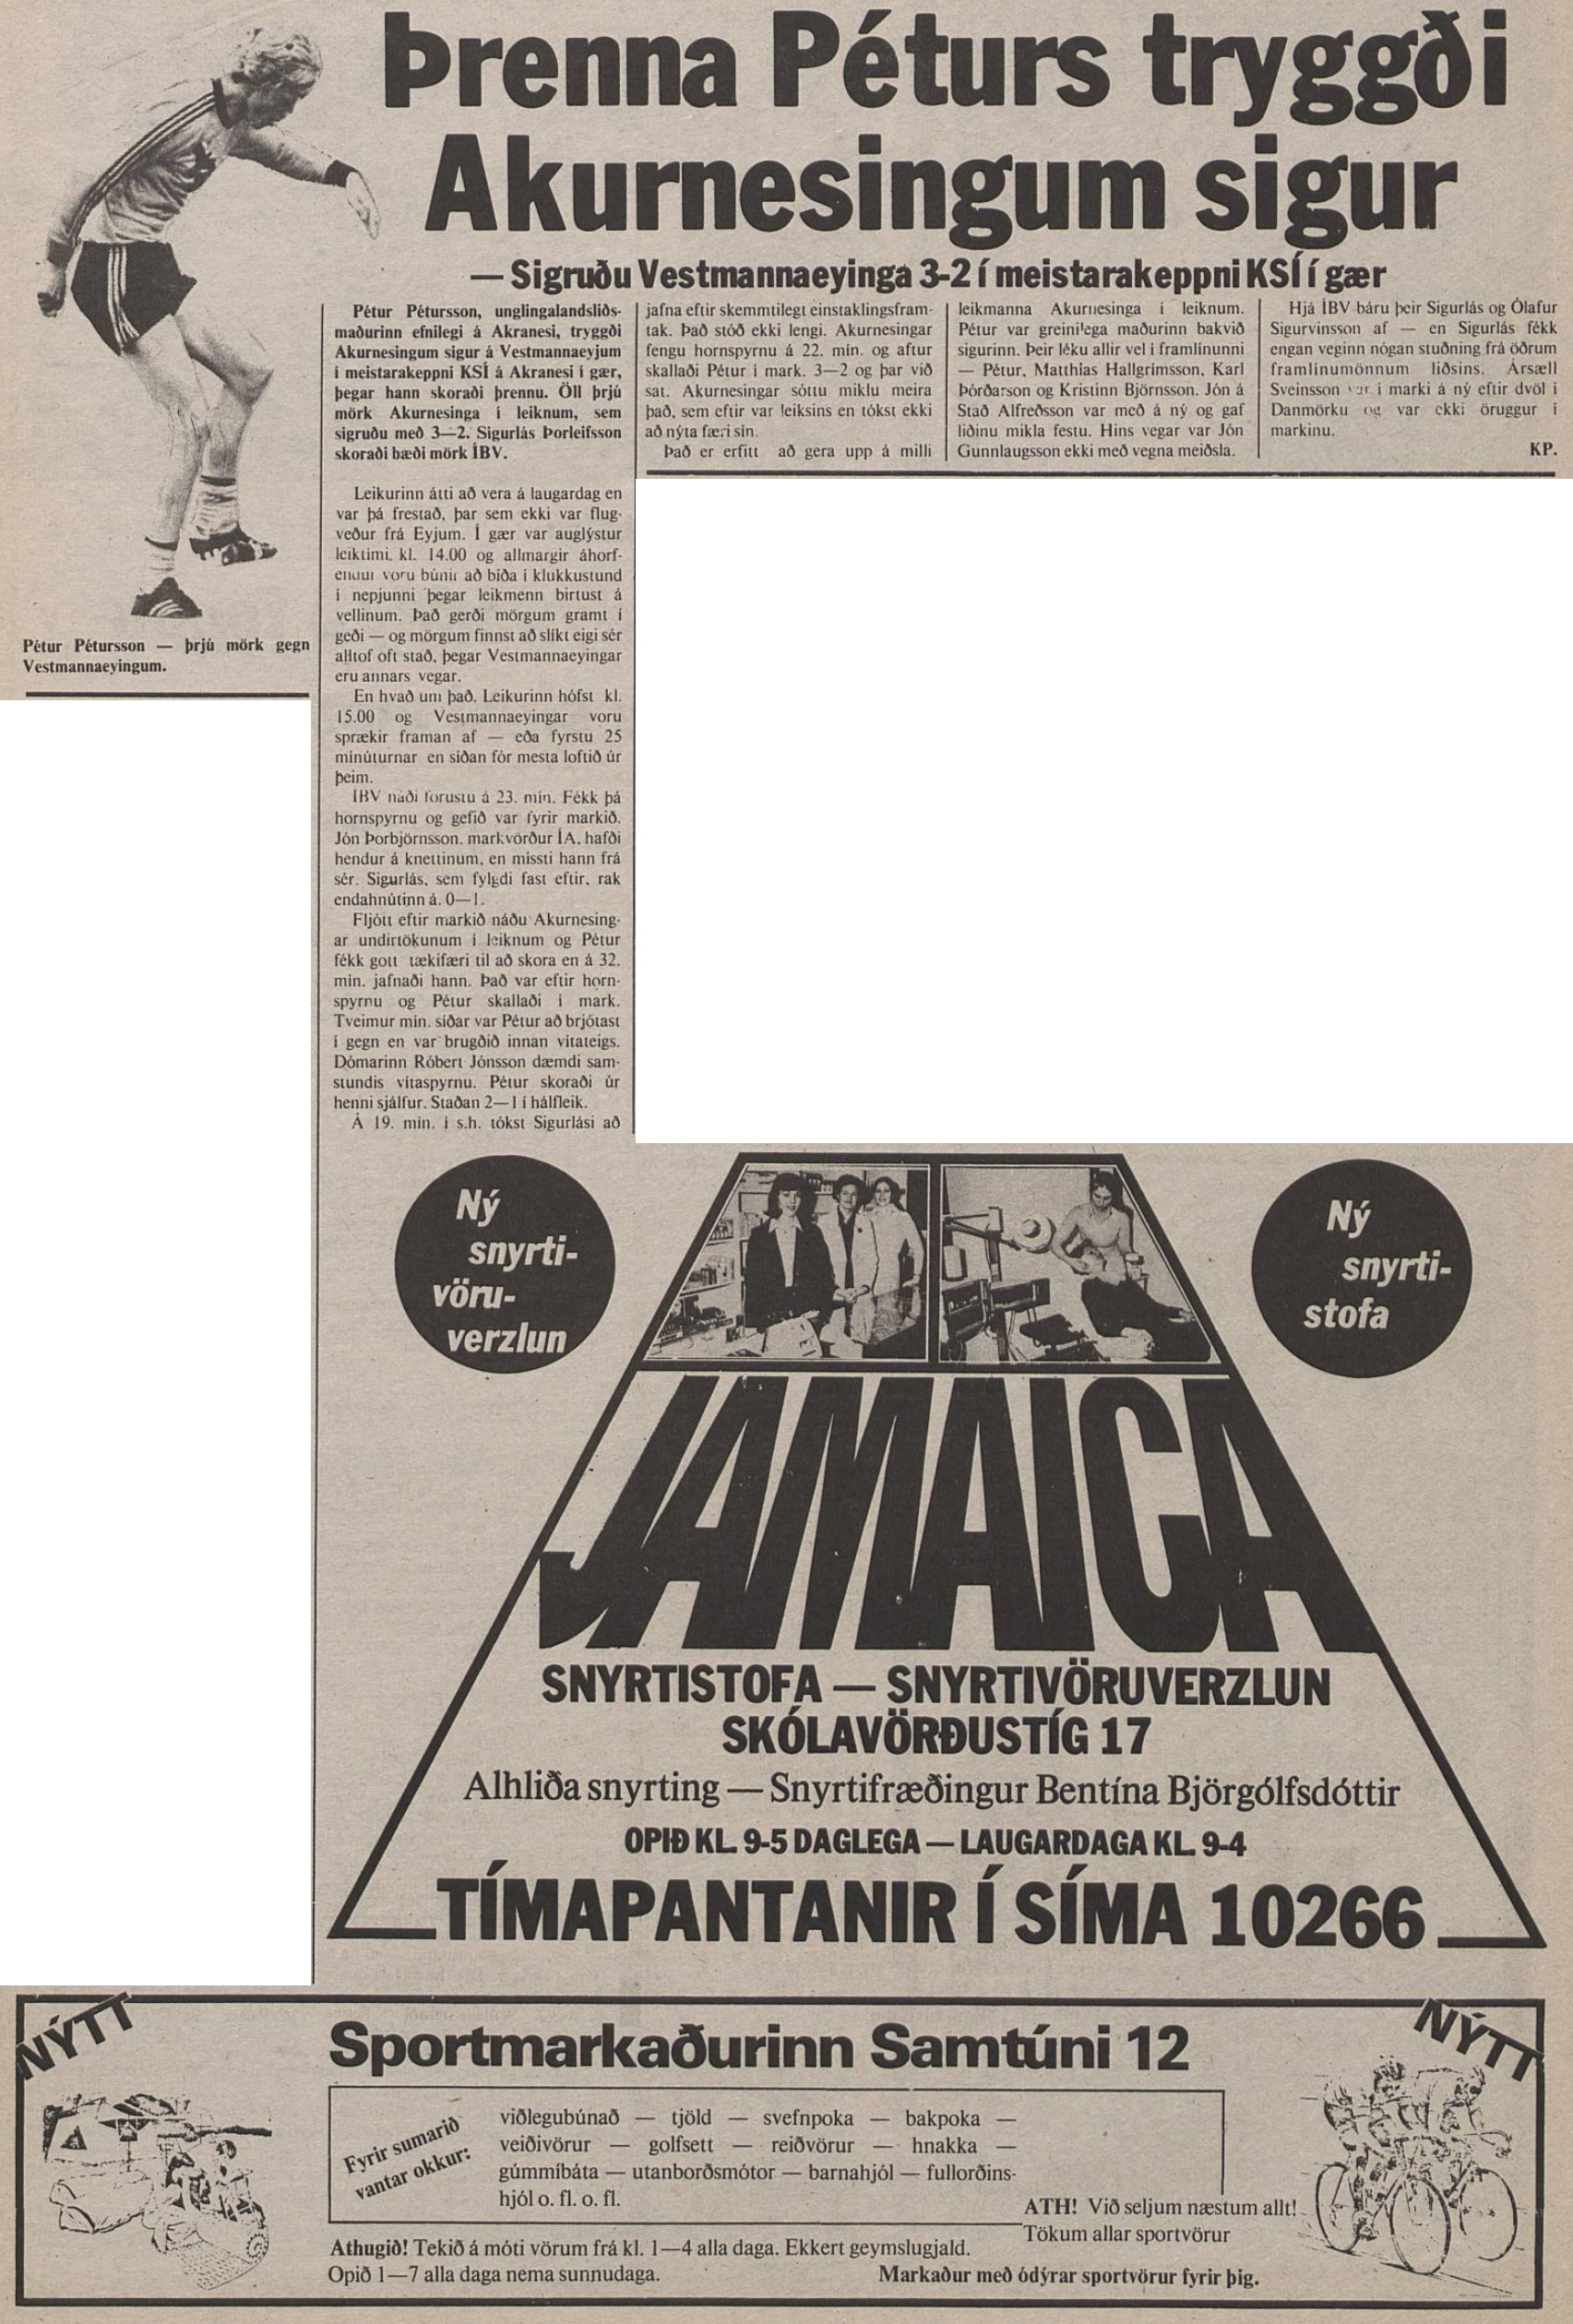 Þrenna Péturs tryggði
Akurnesingum sigur
— Sigruðu Vestmannaeyinga 3-2 í meistarakeppni KSÍ í gær
Pétur Pétursson — þrjú mörk gegn
Vestmannaeyingum.
Pétur Pétursson, unglingalandsliðs-
maðurinn efnilegi á Akranesi, tryggði
Akurnesingum sigur á Vestmannaeyjum
í meistarakeppni KSÍ á Akranesi í gær,
þegar hann skoraði þrennu. Öll þrjú
mörk Akurnesinga í leiknum, sem
sigruðu með 3—2. Sigurlás Þorleifsson
skoraði bæði mörk ÍBV.
Leikurinn átti að vera á laugardag en
var þá frestað, þar sem ekki var flug-
veður frá Eyjum. Í gær var auglýstur
leiktími, kl. 14.00 og allmargir áhorf-
endur voru búnir að bíða í klukkustund
í nepjunni þegar leikmenn birtust á
vellinum. Það gerði mörgum gramt í
geði — og mörgum finnst að slíkt eigi sér
alltof oft stað, þegar Vestmannaeyingar
eru annars vegar.
En hvað um það. Leikurinn hófst kl.
15.00 og Vestmannaeyingar voru
sprækir framan af — eða fyrstu 25
mínúturnar en síðan fór mesta loftið úr
þeim.
ÍBV náði forustu á 23. mín. Fékk þá
hornspyrnu og gefið var fyrir markið.
Jón Þorbjörnsson, markvörður ÍA, hafði
hendur á knettinum, en missti hann frá
sér. Sigurlás, sem fylgdi fast eftir, rak
endahnútinn á. 0—1.
Fljótt eftir markið náðu Akurnesing-
ar undirtökunum í leiknum og Pétur
fékk gott tækifæri til að skora en á 32.
mín. jafnaði hann. Það var eftir horn-
spyrnu og Pétur skallaði í mark.
Tveimur mín. síðar var Pétur að brjótast
í gegn en var brugðið innan vítateigs.
Dómarinn Róbert Jónsson dæmdi sam-
stundis vítaspyrnu. Pétur skoraði úr
henni sjálfur. Staðan 2—1 í hálfleik.
Á 19. mín. í s.h. tókst Sigurlási að
jafna eftir skemmtilegt einstaklingsfram-
tak. Það stóð ekki lengi. Akurnesingar
fengu hornspyrnu á 22. mín. og aftur
skallaði Pétur í mark. 3—2 og þar við
sat. Akurnesingar sóttu miklu meira
það, sem eftir var leiksins en tókst ekki
að nýta færi sín.
Það er erfitt að gera upp á milli
leikmanna Akurnesinga í leiknum.
Pétur var greinilega maðurinn bakvið
sigurinn. Þeir léku allir vel í framlínunni
— Pétur, Matthías Hallgrímsson, Karl
Þórðarson og Kristinn Björnsson. Jón á
Stað Alfreðsson var með á ný og gaf
liðinu mikla festu. Hins vegar var Jón
Gunnlaugsson ekki með vegna meiðsla.
Hjá ÍBV báru þeir Sigurlás og Ólafur
Sigurvinsson af — en Sigurlás fékk
engan veginn nógan stuðning frá öðrum
framlínumönnum liðsins. Ársæll
Sveinsson var í marki á ný eftir dvöl í
Danmörku og var ekki öruggur í
markinu.
KP.
Ný
snyrti-
vöru-
verzlun
Ný
snyrti-
stofa
JAMAICA
SNYRTISTOFA — SNYRTIVÖRUVERZLUN
SKÓLAVÖRÐUSTÍG 17
Alhliða snyrting — Snyrtifræðingur Bentína Björgólfsdóttir
OPIÐ KL. 9-5 DAGLEGA — LAUGARDAGA KL. 9-4
TÍMAPANTANIR Í SÍMA 10266
NÝTT
NÝTT
Sportmarkaðurinn Samtúni 12
Fyrir sumarið
vantar okkur:
viðlegubúnað — tjöld — svefnpoka — bakpoka —
veiðivörur — golfsett — reiðvörur — hnakka —
gúmmíbáta — utanborðsmótor — barnahjól — fullorðins-
hjól o. fl. o. fl.
ATH! Við seljum næstum allt!
Tökum allar sportvörur
Athugið! Tekið á móti vörum frá kl. 1—4 alla daga. Ekkert geymslugjald.
Opið 1—7 alla daga nema sunnudaga.
Markaður með ódýrar sportvörur fyrir þig.